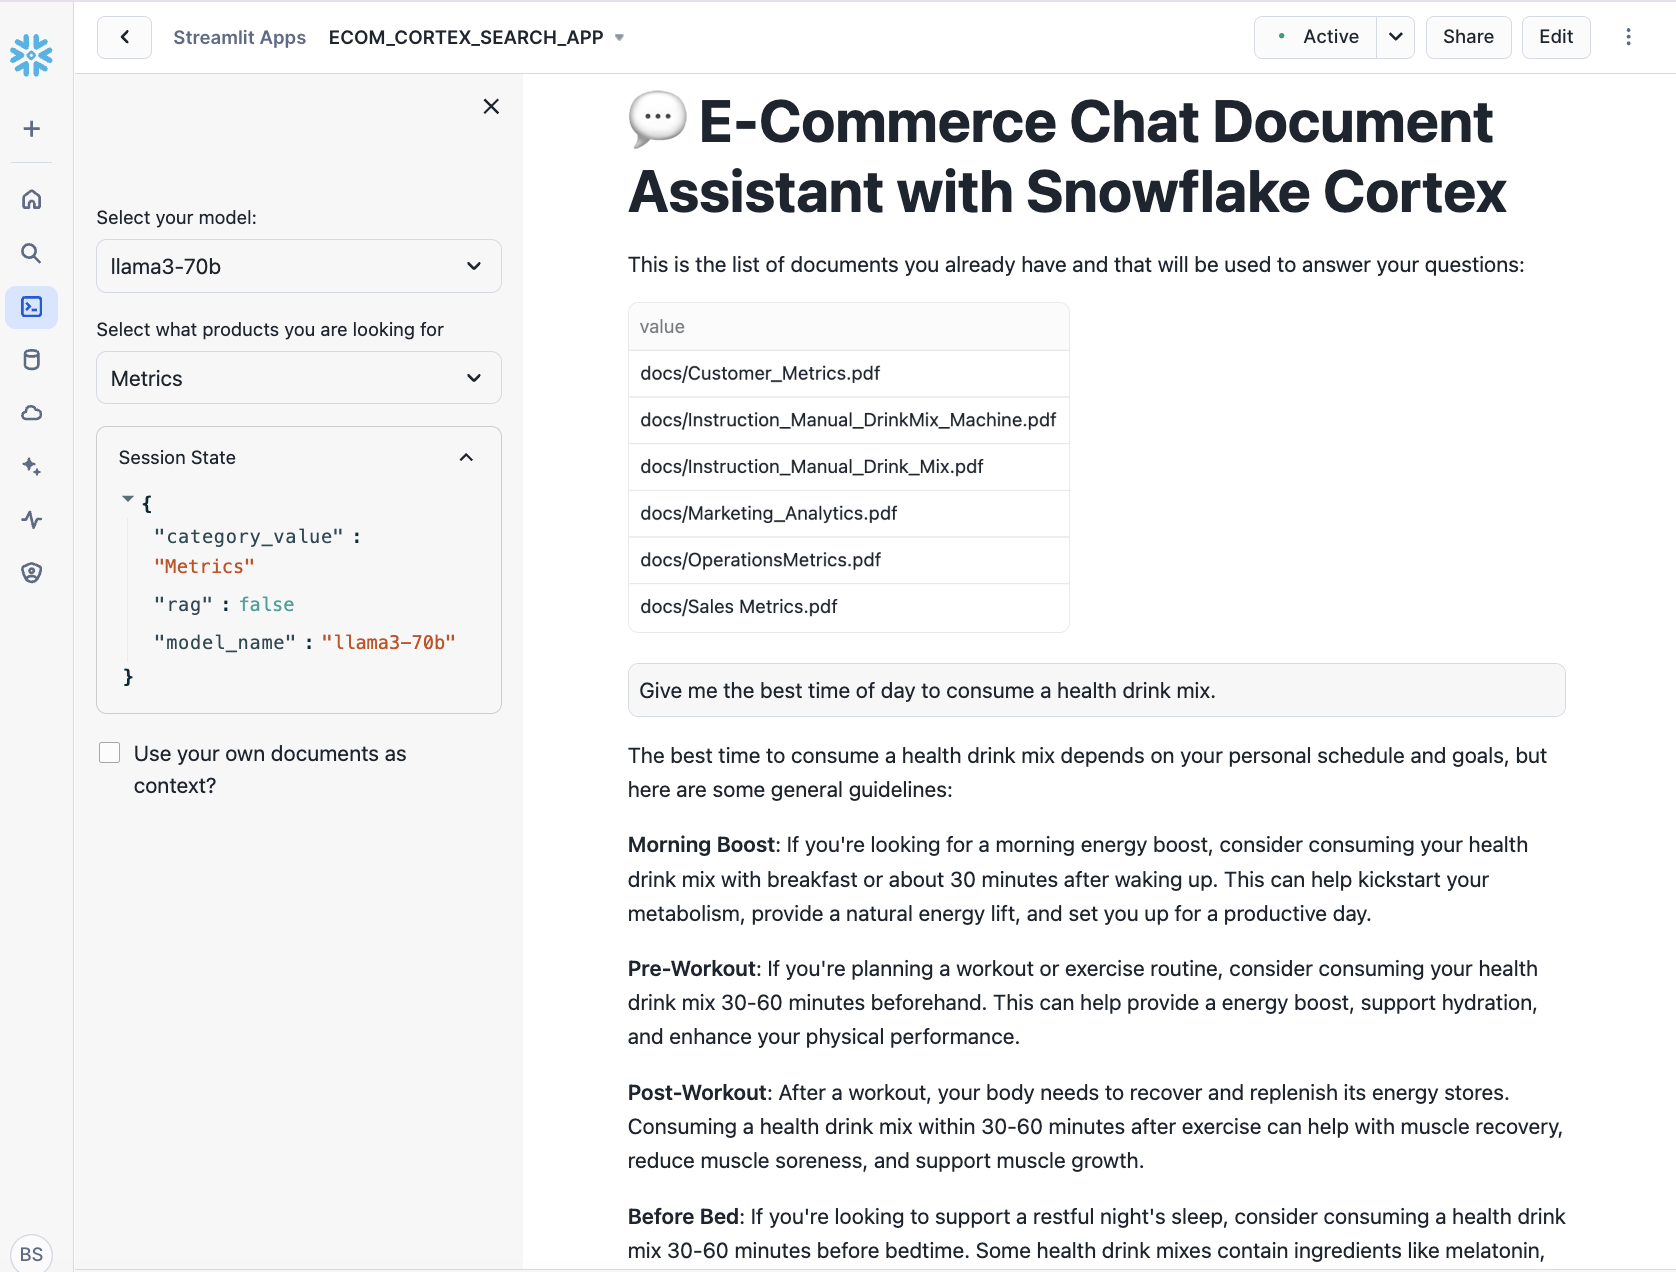 Streamlit Apps ECOM_CORTEX_SEARCH_APP
Active
Share
Edit
Select your model:
llama3-70b
Select what products you are looking for
Metrics
Session State
{
"category_value" :
"Metrics"
"rag" : false
"model_name" : "llama3-70b"
}
Use your own documents as
context?
BS
E-Commerce Chat Document
Assistant with Snowflake Cortex
This is the list of documents you already have and that will be used to answer your questions:
value
docs/Customer_Metrics.pdf
docs/Instruction_Manual_DrinkMix_Machine.pdf
docs/Instruction_Manual_Drink_Mix.pdf
docs/Marketing_Analytics.pdf
docs/OperationsMetrics.pdf
docs/Sales Metrics.pdf
Give me the best time of day to consume a health drink mix.
The best time to consume a health drink mix depends on your personal schedule and goals, but
here are some general guidelines:
Morning Boost: If you're looking for a morning energy boost, consider consuming your health
drink mix with breakfast or about 30 minutes after waking up. This can help kickstart your
metabolism, provide a natural energy lift, and set you up for a productive day.
Pre-Workout: If you're planning a workout or exercise routine, consider consuming your health
drink mix 30-60 minutes beforehand. This can help provide a energy boost, support hydration,
and enhance your physical performance.
Post-Workout: After a workout, your body needs to recover and replenish its energy stores.
Consuming a health drink mix within 30-60 minutes after exercise can help with muscle recovery,
reduce muscle soreness, and support muscle growth.
Before Bed: If you're looking to support a restful night's sleep, consider consuming a health drink
mix 30-60 minutes before bedtime. Some health drink mixes contain ingredients like melatonin,